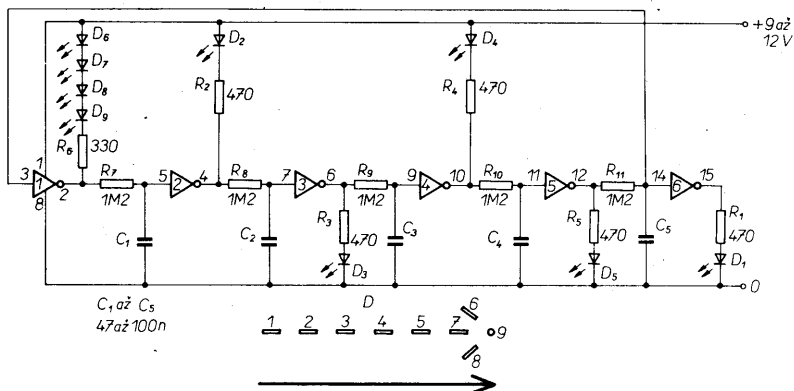 +9 až
12 V
D6
D7
D8
D9
D2
D4
R6
330
R2
470
R4
470
3
1
1
8
2
R7
1M2
5
2
4
R8
1M2
7
3
6
R9
1M2
9
4
10
R10
1M2
11
5
12
R11
1M2
14
6
15
C1
C2
R3
470
D3
C3
C4
R5
470
D5
C5
R1
470
D1
0
C1 až C5
47 až 100n
D
1 2 3 4 5 7 6 8 9